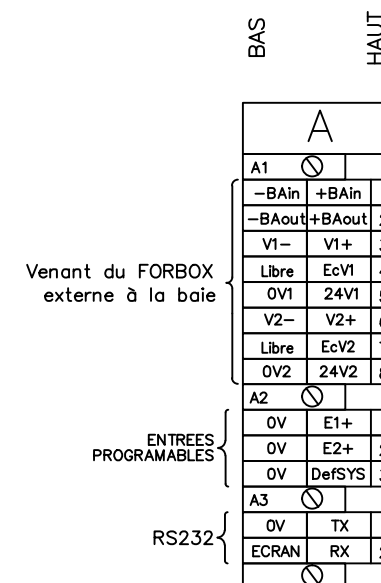 BAS HAUT
A
A1
-BAin +BAin
-BAout +BAout 2
V1- V1+
Venant du FORBOX
externe à la baie
Libre EcV1
0V1 24V1
V2- V2+
Libre EcV2
0V2 24V2 8
A2
0V E1+
ENTREES
PROGRAMABLES
0V E2+
0V DefSYS
A3
RS232
0V TX
ECRAN RX